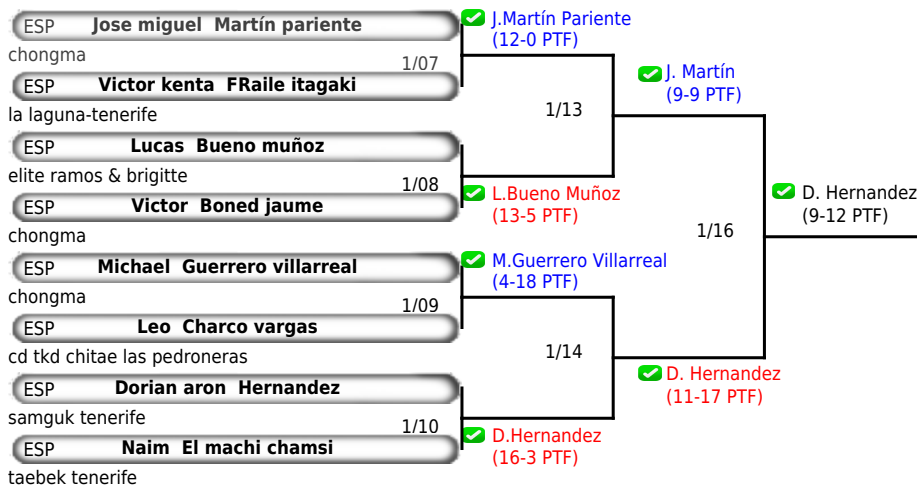 ESP Jose miguel  Martín pariente
chongma
1/07
ESP Victor kenta  FRaile itagaki
la laguna-tenerife
J.Martín Pariente
(12-0 PTF)
ESP Lucas  Bueno muñoz
elite ramos & brigitte
1/08
ESP Victor  Boned jaume
chongma
L.Bueno Muñoz
(13-5 PTF)
1/13
J. Martín
(9-9 PTF)
ESP Michael  Guerrero villarreal
chongma
1/09
ESP Leo  Charco vargas
cd tkd chitae las pedroneras
M.Guerrero Villarreal
(4-18 PTF)
ESP Dorian aron  Hernandez
samguk tenerife
1/10
ESP Naim  El machi chamsi
taebek tenerife
D.Hernandez
(16-3 PTF)
1/14
D. Hernandez
(11-17 PTF)
1/16
D. Hernandez
(9-12 PTF)